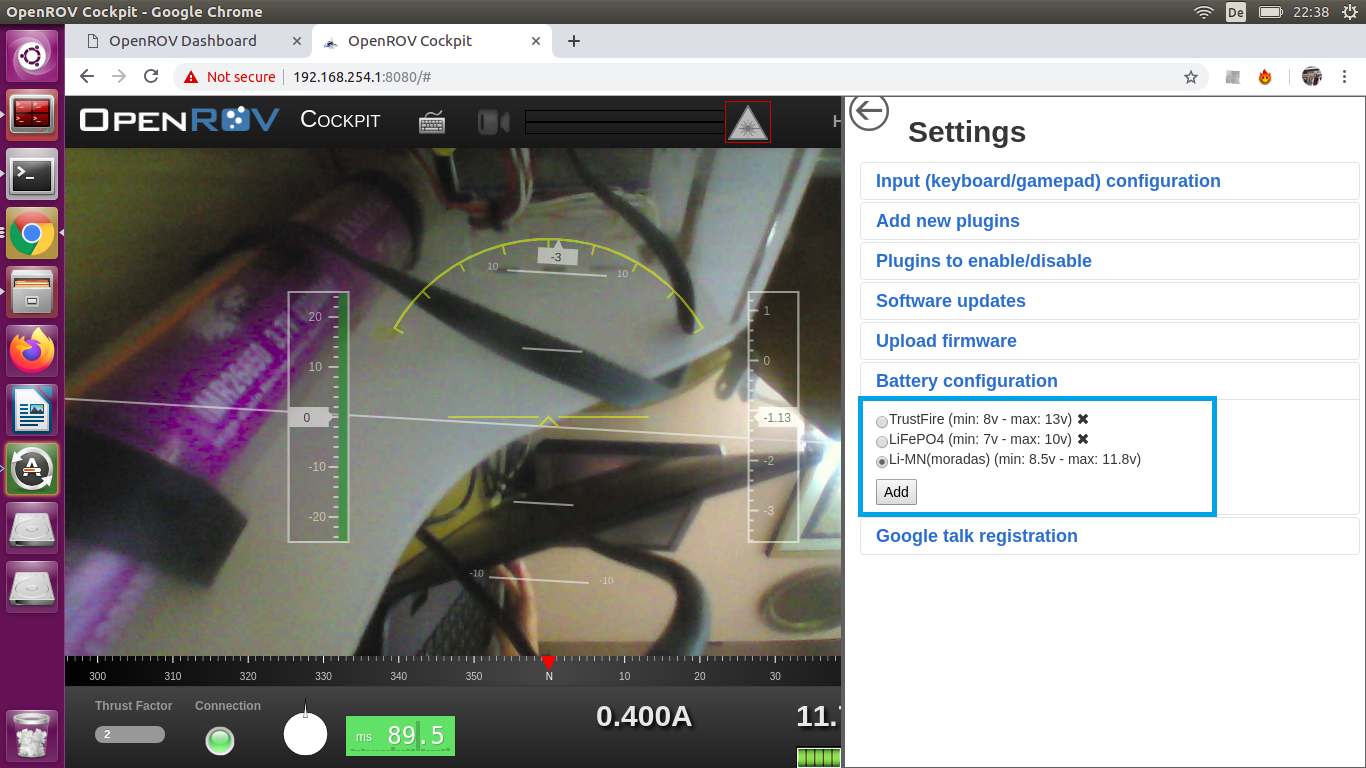 OpenROV Cockpit - Google Chrome
De
22:38
OpenROV Dashboard
OpenROV Cockpit
Not secure
192.168.254.1:8080/#
OPENROV
COCKPIT
Settings
Input (keyboard/gamepad) configuration
Add new plugins
Plugins to enable/disable
Software updates
Upload firmware
Battery configuration
TrustFire (min: 8v - max: 13v) ✖
LiFePO4 (min: 7v - max: 10v) ✖
Li-MN(moradas) (min: 8.5v - max: 11.8v)
Add
Google talk registration
-3
10
10
20
10
0
-10
-20
1
0
-1.13
-2
-3
-10
-10
300
310
320
330
340
350
N
10
20
30
Thrust Factor
2
Connection
ms 89.5
0.400A